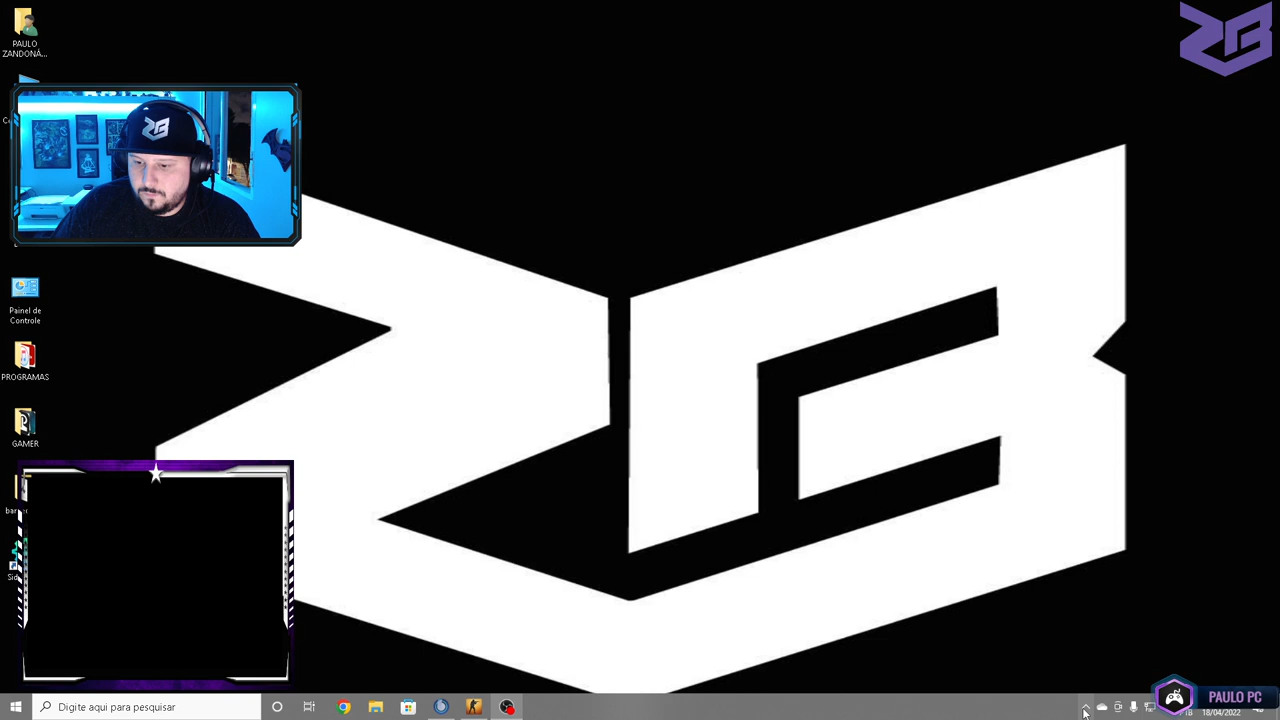 PAULO
ZANDONÁ...
Painel de
Controle
PROGRAMAS
GAMER
Digite aqui para pesquisar
18/04/2022
PAULO PC